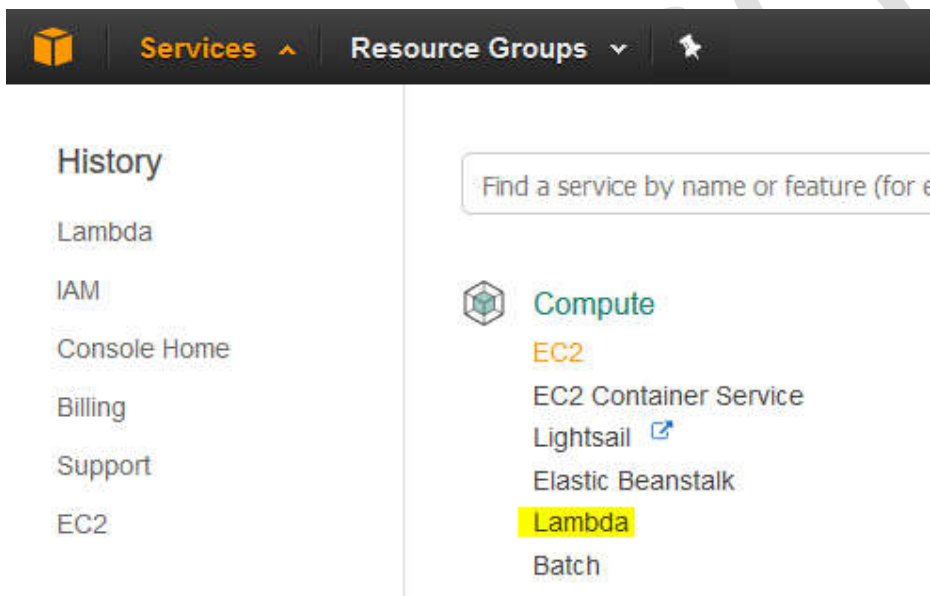 Services Resource Groups
History
Lambda
IAM
Console Home
Billing
Support
EC2
Find a service by name or feature (for e
Compute
EC2
EC2 Container Service
Lightsail
Elastic Beanstalk
Lambda
Batch